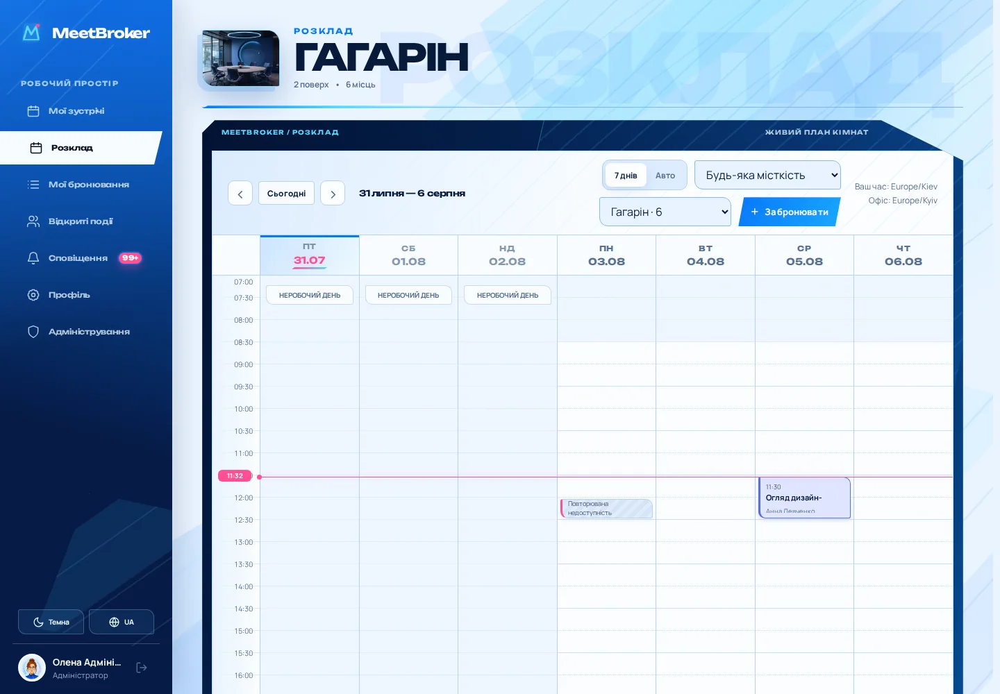 MeetBroker
РОБОЧИЙ ПРОСТІР
Мої зустрічі
Розклад
Мої бронювання
Відкриті події
Сповіщення 99+
Профіль
Адміністрування
Темна
UA
Олена Адміні...
Адміністратор
РОЗКЛАД
РОЗКЛАД
ГАГАРІН
2 поверх • 6 місць
MEETBROKER / РОЗКЛАД
ЖИВИЙ ПЛАН КІМНАТ
Сьогодні
31 липня — 6 серпня
7 днів
Авто
Будь-яка місткість
Гагарін · 6
+ Забронювати
Ваш час: Europe/Kiev
Офіс: Europe/Kyiv
ПТ 31.07
СБ 01.08
НД 02.08
ПН 03.08
ВТ 04.08
СР 05.08
ЧТ 06.08
07:00
НЕРОБОЧИЙ ДЕНЬ
НЕРОБОЧИЙ ДЕНЬ
НЕРОБОЧИЙ ДЕНЬ
07:30
08:00
08:30
09:00
09:30
10:00
10:30
11:00
11:32
11:30
Огляд дизайн-
Анна Левченко
12:00
Повторювана
недоступність
12:30
13:00
13:30
14:00
14:30
15:00
15:30
16:00